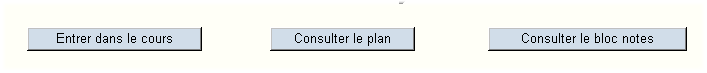 Entrer dans le cours
Consulter le plan
Consulter le bloc notes